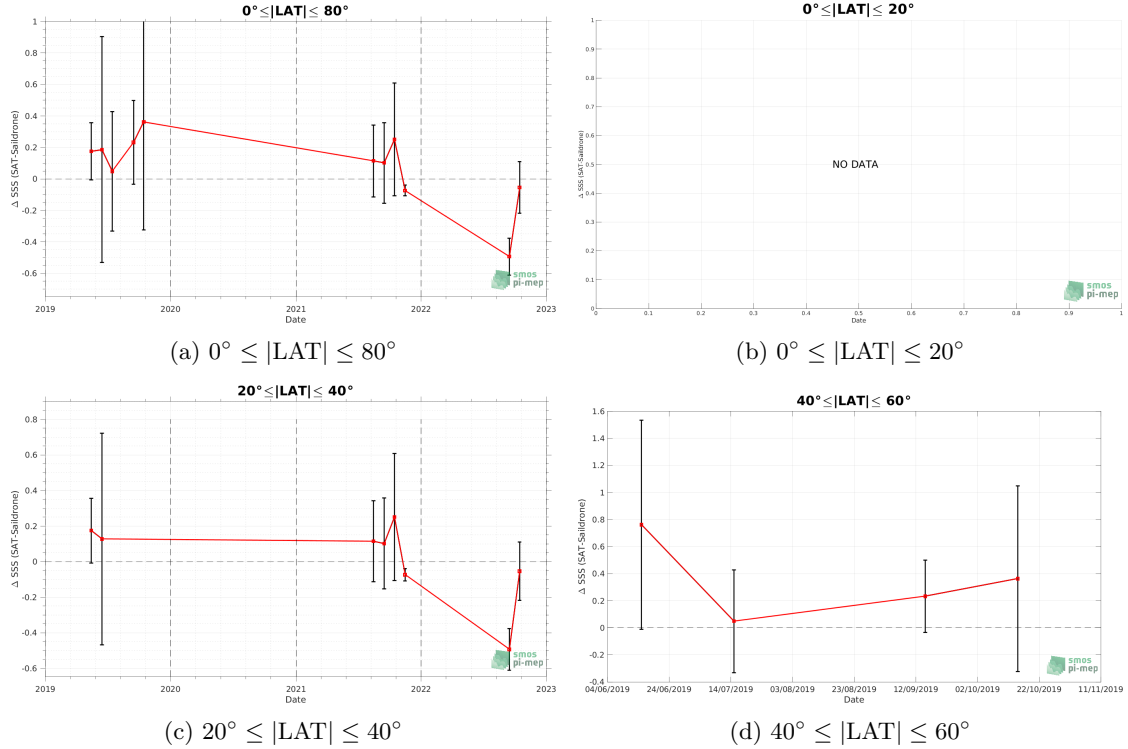 0°≤|LAT|≤ 80°
Δ SSS (SAT-Saildrone)
1
0.8
0.6
0.4
0.2
0
-0.2
-0.4
-0.6
2019
2020
2021
2022
2023
Date
smos
pi-mep
(a) 0° ≤ |LAT| ≤ 80°
0°≤|LAT|≤ 20°
Δ SSS (SAT-Saildrone)
1
0.9
0.8
0.7
0.6
0.5
0.4
0.3
0.2
0.1
0
NO DATA
0
0.1
0.2
0.3
0.4
0.5
0.6
0.7
0.8
0.9
1
Date
smos
pi-mep
(b) 0° ≤ |LAT| ≤ 20°
20°≤|LAT|≤ 40°
Δ SSS (SAT-Saildrone)
0.8
0.6
0.4
0.2
0
-0.2
-0.4
-0.6
2019
2020
2021
2022
2023
Date
smos
pi-mep
(c) 20° ≤ |LAT| ≤ 40°
40°≤|LAT|≤ 60°
Δ SSS (SAT-Saildrone)
1.6
1.4
1.2
1
0.8
0.6
0.4
0.2
0
-0.2
-0.4
04/06/2019
24/06/2019
14/07/2019
03/08/2019
23/08/2019
12/09/2019
02/10/2019
22/10/2019
11/11/2019
Date
smos
pi-mep
(d) 40° ≤ |LAT| ≤ 60°